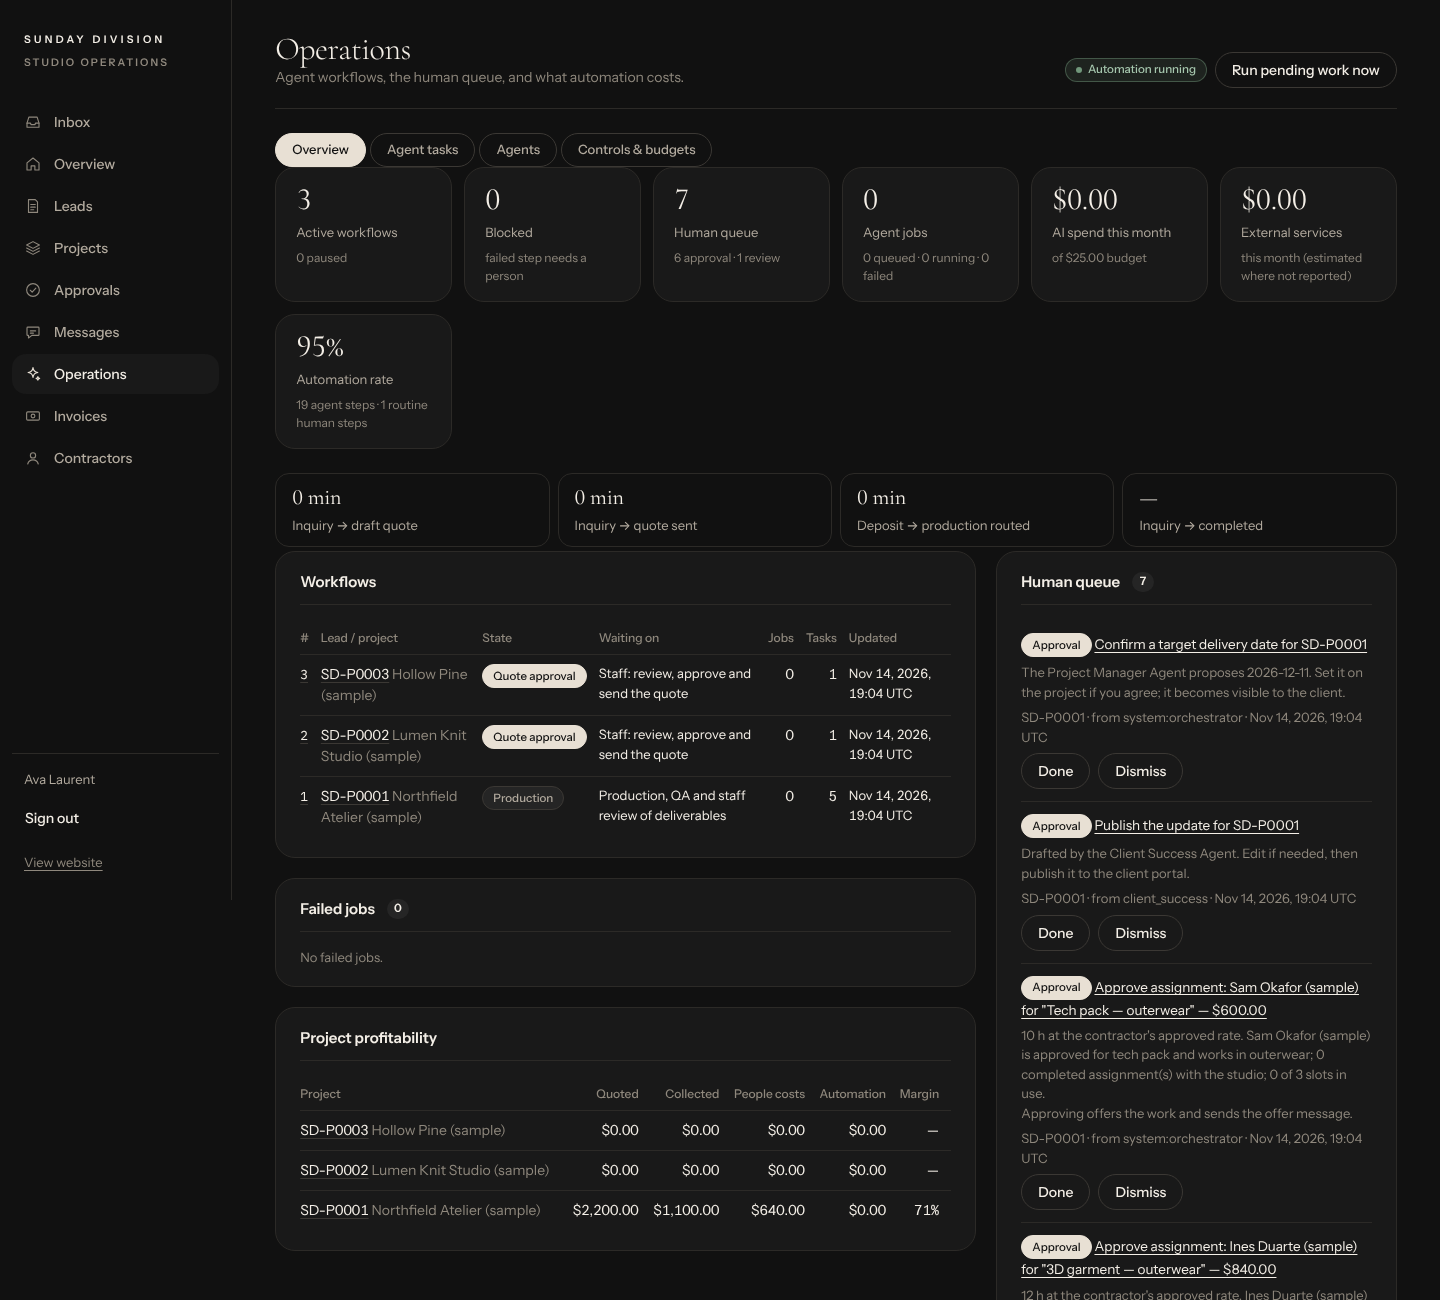 SUNDAY DIVISION
STUDIO OPERATIONS
Inbox
Overview
Leads
Projects
Approvals
Messages
Operations
Invoices
Contractors
Ava Laurent
Sign out
View website
Operations
Agent workflows, the human queue, and what automation costs.
Automation running
Run pending work now
Overview
Agent tasks
Agents
Controls & budgets
3
Active workflows
0 paused
0
Blocked
failed step needs a
person
7
Human queue
6 approval · 1 review
0
Agent jobs
0 queued · 0 running · 0
failed
$0.00
AI spend this month
of $25.00 budget
$0.00
External services
this month (estimated
where not reported)
95%
Automation rate
19 agent steps · 1 routine
human steps
0 min
Inquiry → draft quote
0 min
Inquiry → quote sent
0 min
Deposit → production routed
—
Inquiry → completed
Workflows
# Lead / project State Waiting on Jobs Tasks Updated
3 SD-P0003 Hollow Pine Quote approval Staff: review, approve and 0 1 Nov 14, 2026,
(sample) send the quote 19:04 UTC
2 SD-P0002 Lumen Knit Quote approval Staff: review, approve and 0 1 Nov 14, 2026,
Studio (sample) send the quote 19:04 UTC
1 SD-P0001 Northfield Production Production, QA and staff 0 5 Nov 14, 2026,
Atelier (sample) review of deliverables 19:04 UTC
Failed jobs 0
No failed jobs.
Project profitability
Project Quoted Collected People costs Automation Margin
SD-P0003 Hollow Pine (sample) $0.00 $0.00 $0.00 $0.00 —
SD-P0002 Lumen Knit Studio (sample) $0.00 $0.00 $0.00 $0.00 —
SD-P0001 Northfield Atelier (sample) $2,200.00 $1,100.00 $640.00 $0.00 71%
Human queue 7
Approval Confirm a target delivery date for SD-P0001
The Project Manager Agent proposes 2026-12-11. Set it on
the project if you agree; it becomes visible to the client.
SD-P0001 · from system:orchestrator · Nov 14, 2026, 19:04
UTC
Done Dismiss
Approval Publish the update for SD-P0001
Drafted by the Client Success Agent. Edit if needed, then
publish it to the client portal.
SD-P0001 · from client_success · Nov 14, 2026, 19:04 UTC
Done Dismiss
Approval Approve assignment: Sam Okafor (sample)
for "Tech pack — outerwear" — $600.00
10 h at the contractor's approved rate. Sam Okafor (sample)
is approved for tech pack and works in outerwear; 0
completed assignment(s) with the studio; 0 of 3 slots in
use.
Approving offers the work and sends the offer message.
SD-P0001 · from system:orchestrator · Nov 14, 2026, 19:04
UTC
Done Dismiss
Approval Approve assignment: Ines Duarte (sample)
for "3D garment — outerwear" — $840.00
12 h at the contractor's approved rate. Ines Duarte (sample)